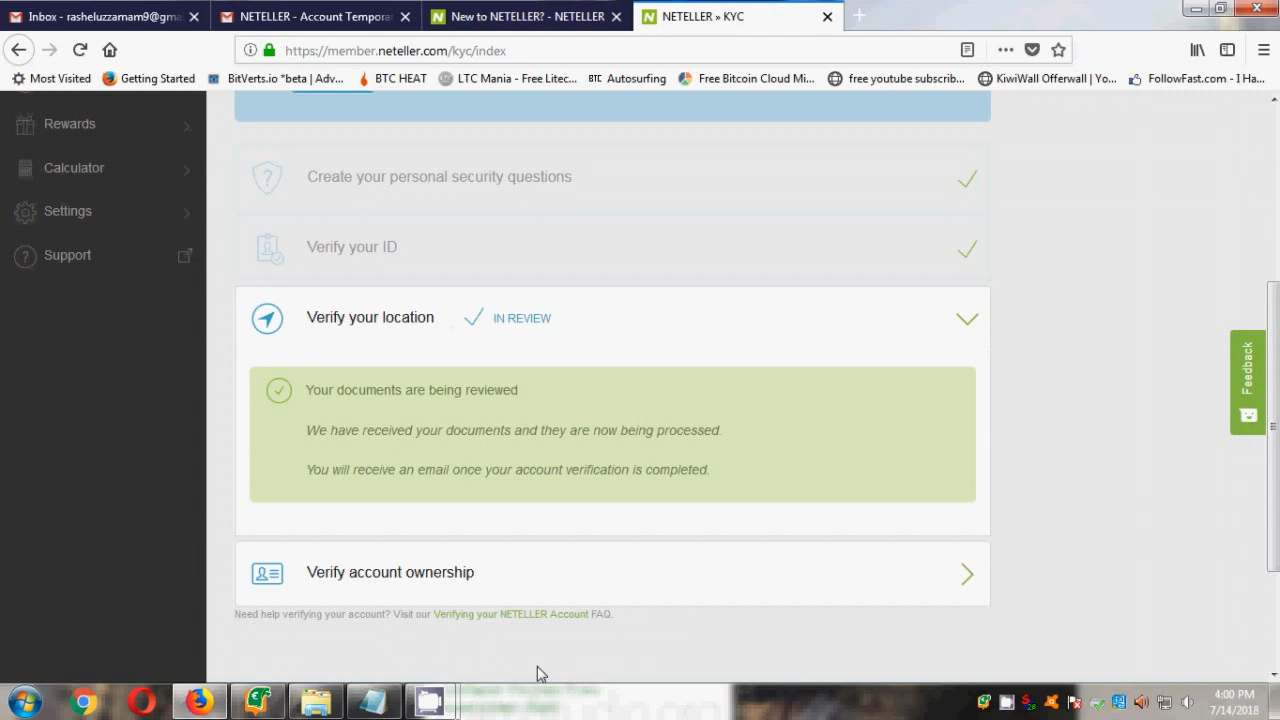 Inbox - rasheluzzamam9@gma
NETELLER - Account Tempora
New to NETELLER? - NETELLER
NETELLER » KYC
https://member.neteller.com/kyc/index
Most Visited
Getting Started
BitVerts.io *beta | Adv...
BTC HEAT
LTC Mania - Free Litec...
BTC Autosurfing
Free Bitcoin Cloud Mi...
free youtube subscrib...
KiwiWall Offerwall | Yo...
FollowFast.com - I Ha...
Rewards
Calculator
Settings
Support
Create your personal security questions
Verify your ID
Verify your location
IN REVIEW
Your documents are being reviewed
We have received your documents and they are now being processed.
You will receive an email once your account verification is completed.
Verify account ownership
Need help verifying your account? Visit our Verifying your NETELLER Account FAQ.
Feedback
4:00 PM
7/14/2018